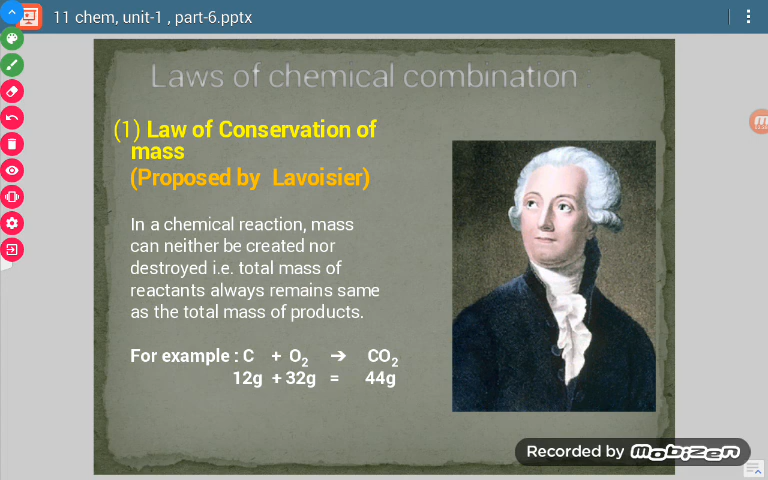 11 chem, unit-1 , part-6.pptx
Laws of chemical combination
(1) Law of Conservation of
mass
(Proposed by Lavoisier)
In a chemical reaction, mass
can neither be created nor
destroyed i.e. total mass of
reactants always remains same
as the total mass of products.
For example : C + O₂ ➔ CO₂
12g + 32g = 44g
Recorded by Mobizen